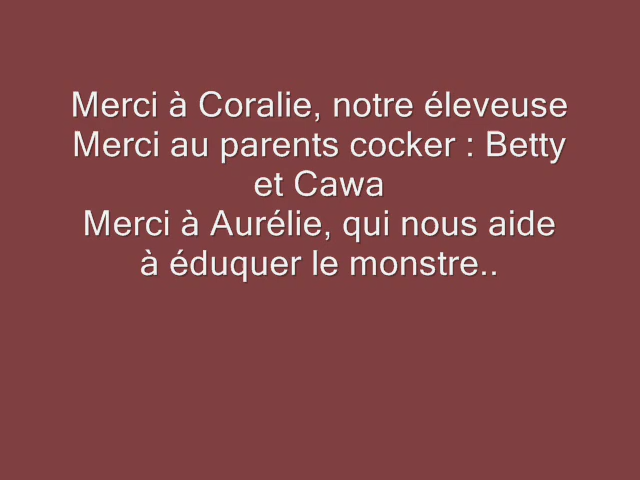 Merci à Coralie, notre éleveuse
Merci au parents cocker : Betty
et Cawa
Merci à Aurélie, qui nous aide
à éduquer le monstre..